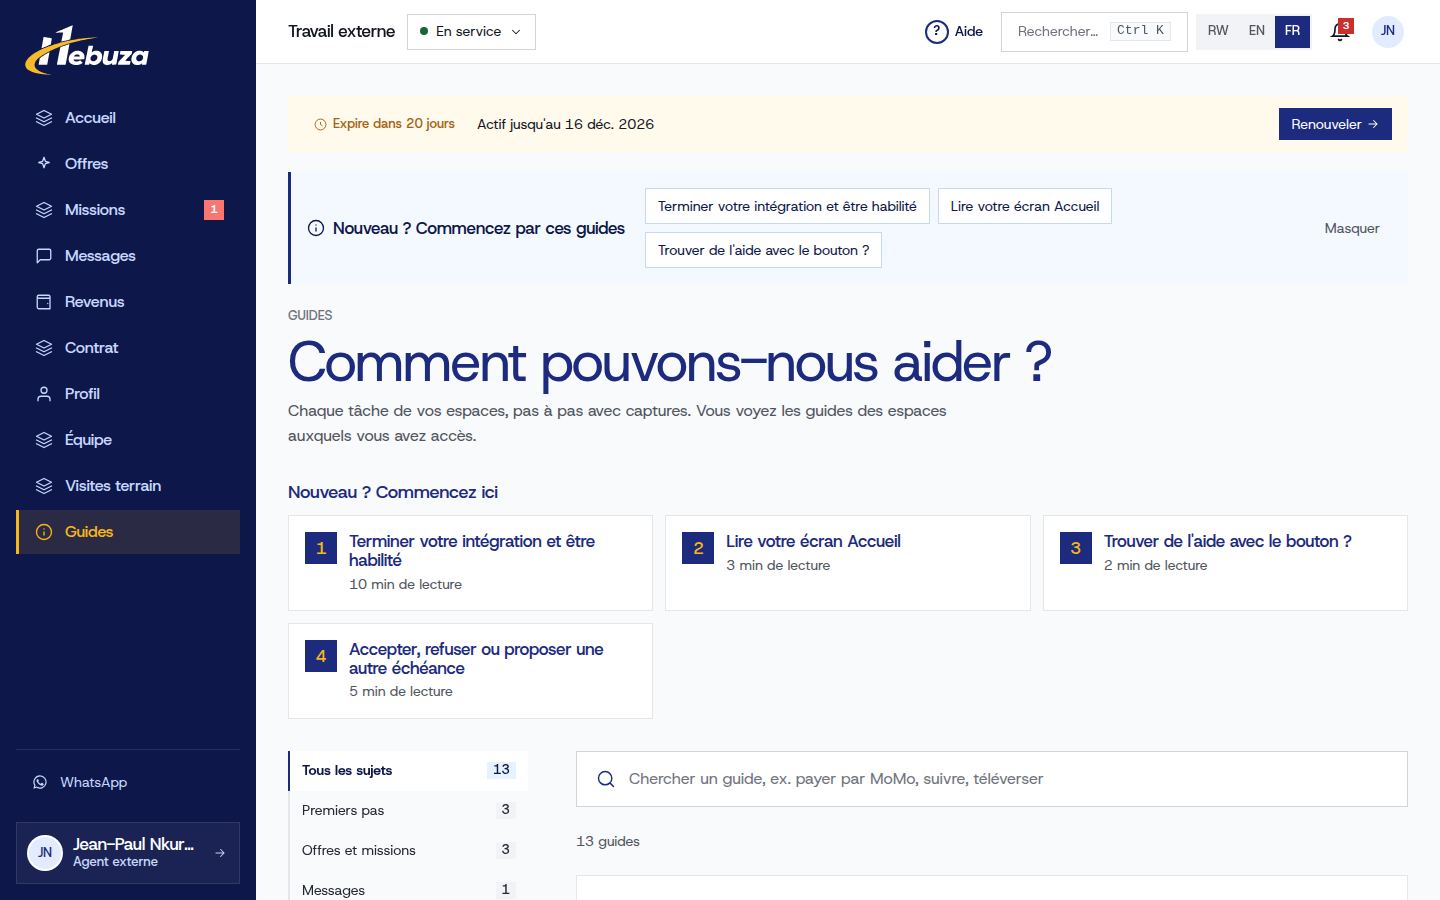 Hebuza
Accueil
Offres
Missions
1
Messages
Revenus
Contrat
Profil
Équipe
Visites terrain
Guides
WhatsApp
JN
Jean-Paul Nkur…
Agent externe
Travail externe
En service
? Aide
Rechercher…
Ctrl K
RW
EN
FR
3
JN
Expire dans 20 jours
Actif jusqu'au 16 déc. 2026
Renouveler
Nouveau ? Commencez par ces guides
Terminer votre intégration et être habilité
Lire votre écran Accueil
Trouver de l'aide avec le bouton ?
Masquer
GUIDES
Comment pouvons-nous aider ?
Chaque tâche de vos espaces, pas à pas avec captures. Vous voyez les guides des espaces
auxquels vous avez accès.
Nouveau ? Commencez ici
1
Terminer votre intégration et être
habilité
10 min de lecture
2
Lire votre écran Accueil
3 min de lecture
3
Trouver de l'aide avec le bouton ?
2 min de lecture
4
Accepter, refuser ou proposer une
autre échéance
5 min de lecture
Tous les sujets
13
Premiers pas
3
Offres et missions
3
Messages
1
Chercher un guide, ex. payer par MoMo, suivre, téléverser
13 guides